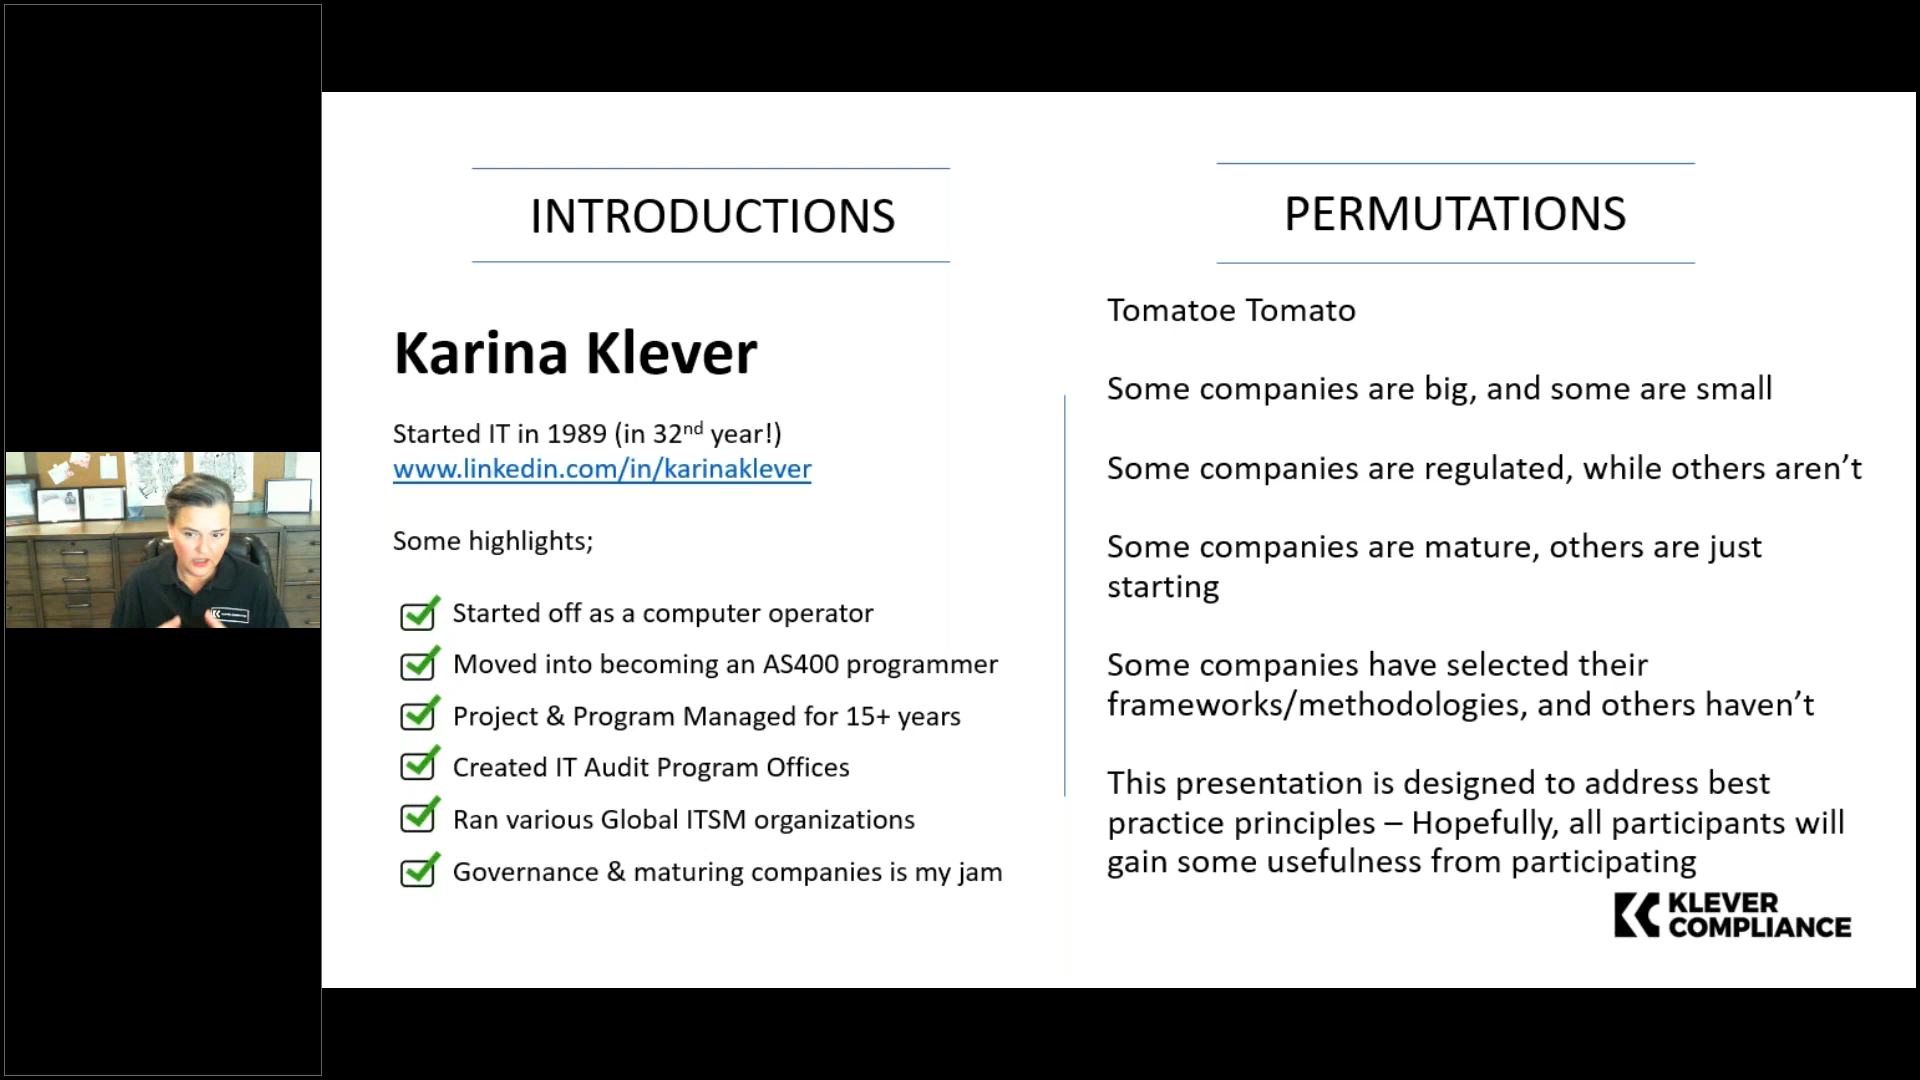 INTRODUCTIONS
Karina Klever
Started IT in 1989 (in 32nd year!)
www.linkedin.com/in/karinaklever
Some highlights;
Started off as a computer operator
Moved into becoming an AS400 programmer
Project & Program Managed for 15+ years
Created IT Audit Program Offices
Ran various Global ITSM organizations
Governance & maturing companies is my jam
PERMUTATIONS
Tomatoe Tomato
Some companies are big, and some are small
Some companies are regulated, while others aren’t
Some companies are mature, others are just
starting
Some companies have selected their
frameworks/methodologies, and others haven’t
This presentation is designed to address best
practice principles – Hopefully, all participants will
gain some usefulness from participating
KLEVER
COMPLIANCE